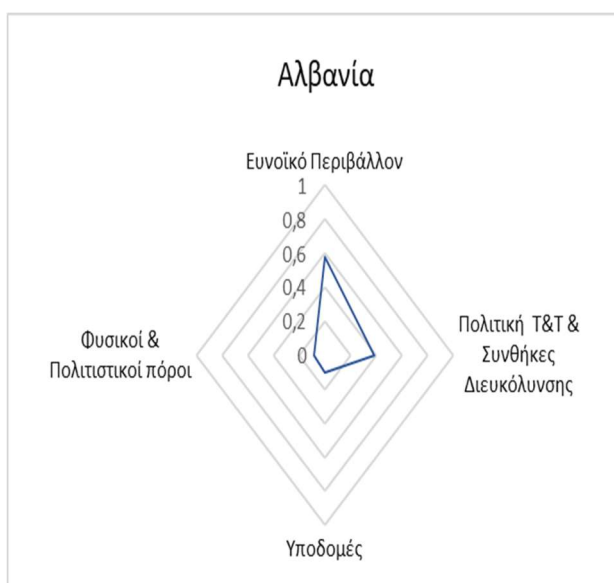 Αλβανία
Ευνοϊκό Περιβάλλον
1
0,8
0,6
0,4
0,2
0
Πολιτική Τ&Τ &
Συνθήκες
Διευκόλυνσης
Φυσικοί &
Πολιτιστικοί πόροι
Υποδομές